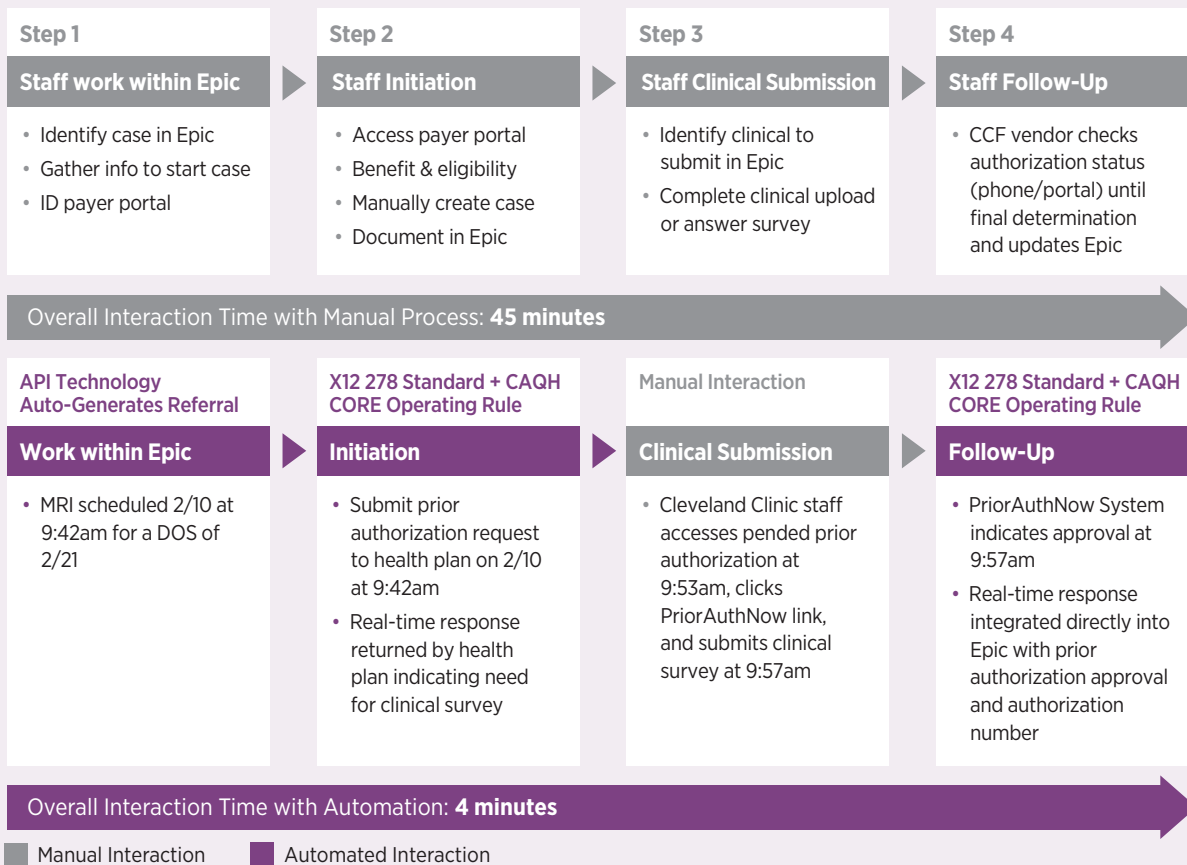 Step 1
Staff work within Epic
• Identify case in Epic
• Gather info to start case
• ID payer portal
Step 2
Staff Initiation
• Access payer portal
• Benefit & eligibility
• Manually create case
• Document in Epic
Step 3
Staff Clinical Submission
• Identify clinical to
submit in Epic
• Complete clinical upload
or answer survey
Step 4
Staff Follow-Up
• CCF vendor checks
authorization status
(phone/portal) until
final determination
and updates Epic
Overall Interaction Time with Manual Process: 45 minutes
API Technology
Auto-Generates Referral
Work within Epic
• MRI scheduled 2/10 at
9:42am for a DOS of
2/21
X12 278 Standard + CAQH
CORE Operating Rule
Initiation
• Submit prior
authorization request
to health plan on 2/10
at 9:42am
• Real-time response
returned by health
plan indicating need
for clinical survey
Manual Interaction
Clinical Submission
• Cleveland Clinic staff
accesses pended prior
authorization at
9:53am, clicks
PriorAuthNow link,
and submits clinical
survey at 9:57am
X12 278 Standard + CAQH
CORE Operating Rule
Follow-Up
• PriorAuthNow System
indicates approval at
9:57am
• Real-time response
integrated directly into
Epic with prior
authorization approval
and authorization
number
Overall Interaction Time with Automation: 4 minutes
Manual Interaction
Automated Interaction